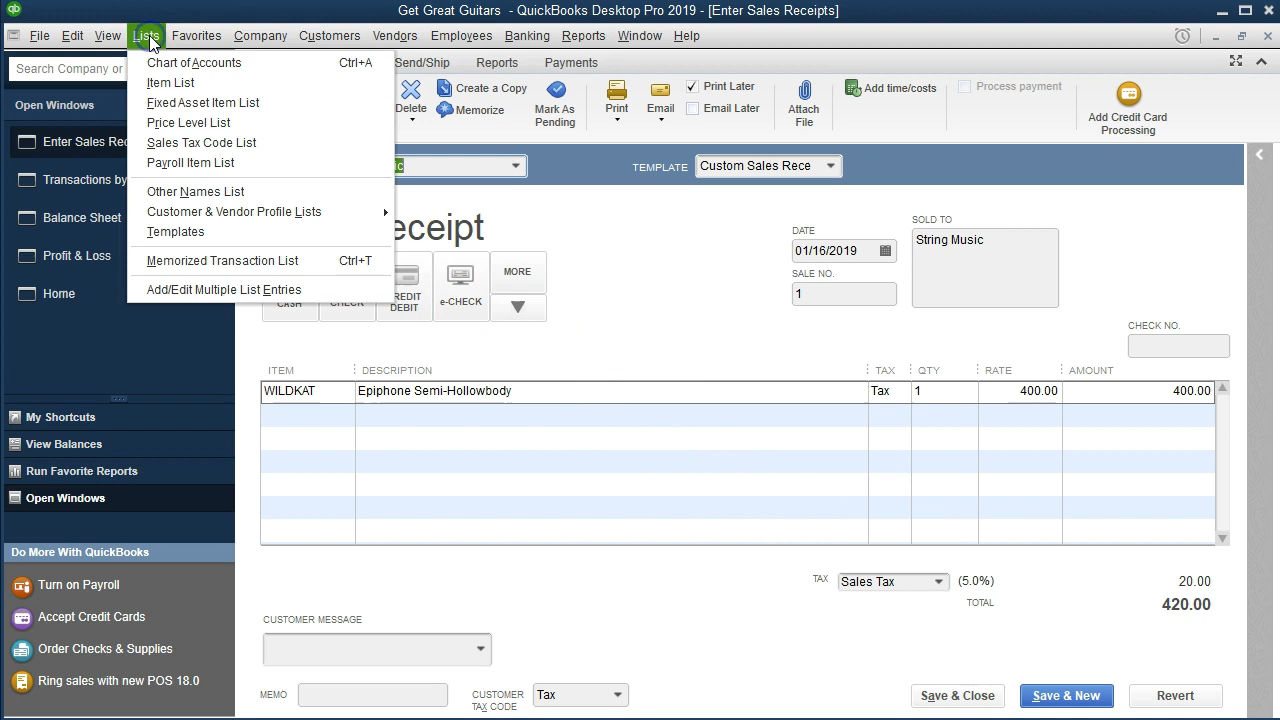 qb Get Great Guitars - QuickBooks Desktop Pro 2019 - [Enter Sales Receipts]
File Edit View Lists Favorites Company Customers Vendors Employees Banking Reports Window Help
Search Company or
Chart of Accounts Ctrl+A
Item List
Fixed Asset Item List
Price Level List
Sales Tax Code List
Payroll Item List
Other Names List
Customer & Vendor Profile Lists
Templates
Memorized Transaction List Ctrl+T
Add/Edit Multiple List Entries
Send/Ship Reports Payments
Delete
Create a Copy
Memorize
Mark As
Pending
Print
Email
Print Later
Email Later
Attach
File
Add time/costs
Process payment
Add Credit Card
Processing
Open Windows
Enter Sales Rec
Transactions by
Balance Sheet
Profit & Loss
Home
My Shortcuts
View Balances
Run Favorite Reports
Open Windows
Do More With QuickBooks
Turn on Payroll
Accept Credit Cards
Order Checks & Supplies
Ring sales with new POS 18.0
TEMPLATE Custom Sales Rece
eceipt
CASH
CHECK
REDIT
DEBIT
e-CHECK
MORE
DATE
01/16/2019
SALE NO.
1
SOLD TO
String Music
CHECK NO.
ITEM DESCRIPTION TAX QTY RATE AMOUNT
WILDKAT Epiphone Semi-Hollowbody Tax 1 400.00 400.00
TAX Sales Tax (5.0%) 20.00
TOTAL 420.00
CUSTOMER MESSAGE
MEMO
CUSTOMER
TAX CODE
Tax
Save & Close Save & New Revert